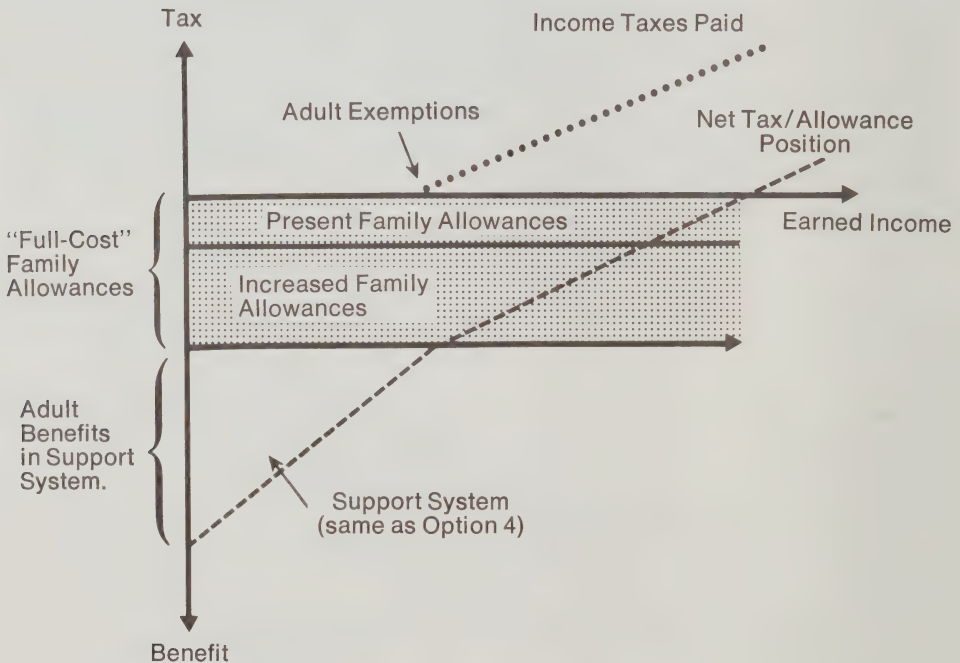 Tax
Income Taxes Paid
Adult Exemptions
Net Tax/Allowance
Position
Earned Income
"Full-Cost"
Family
Allowances
Present Family Allowances
Increased Family
Allowances
Adult
Benefits
in Support
System.
Support System
(same as Option 4)
Benefit